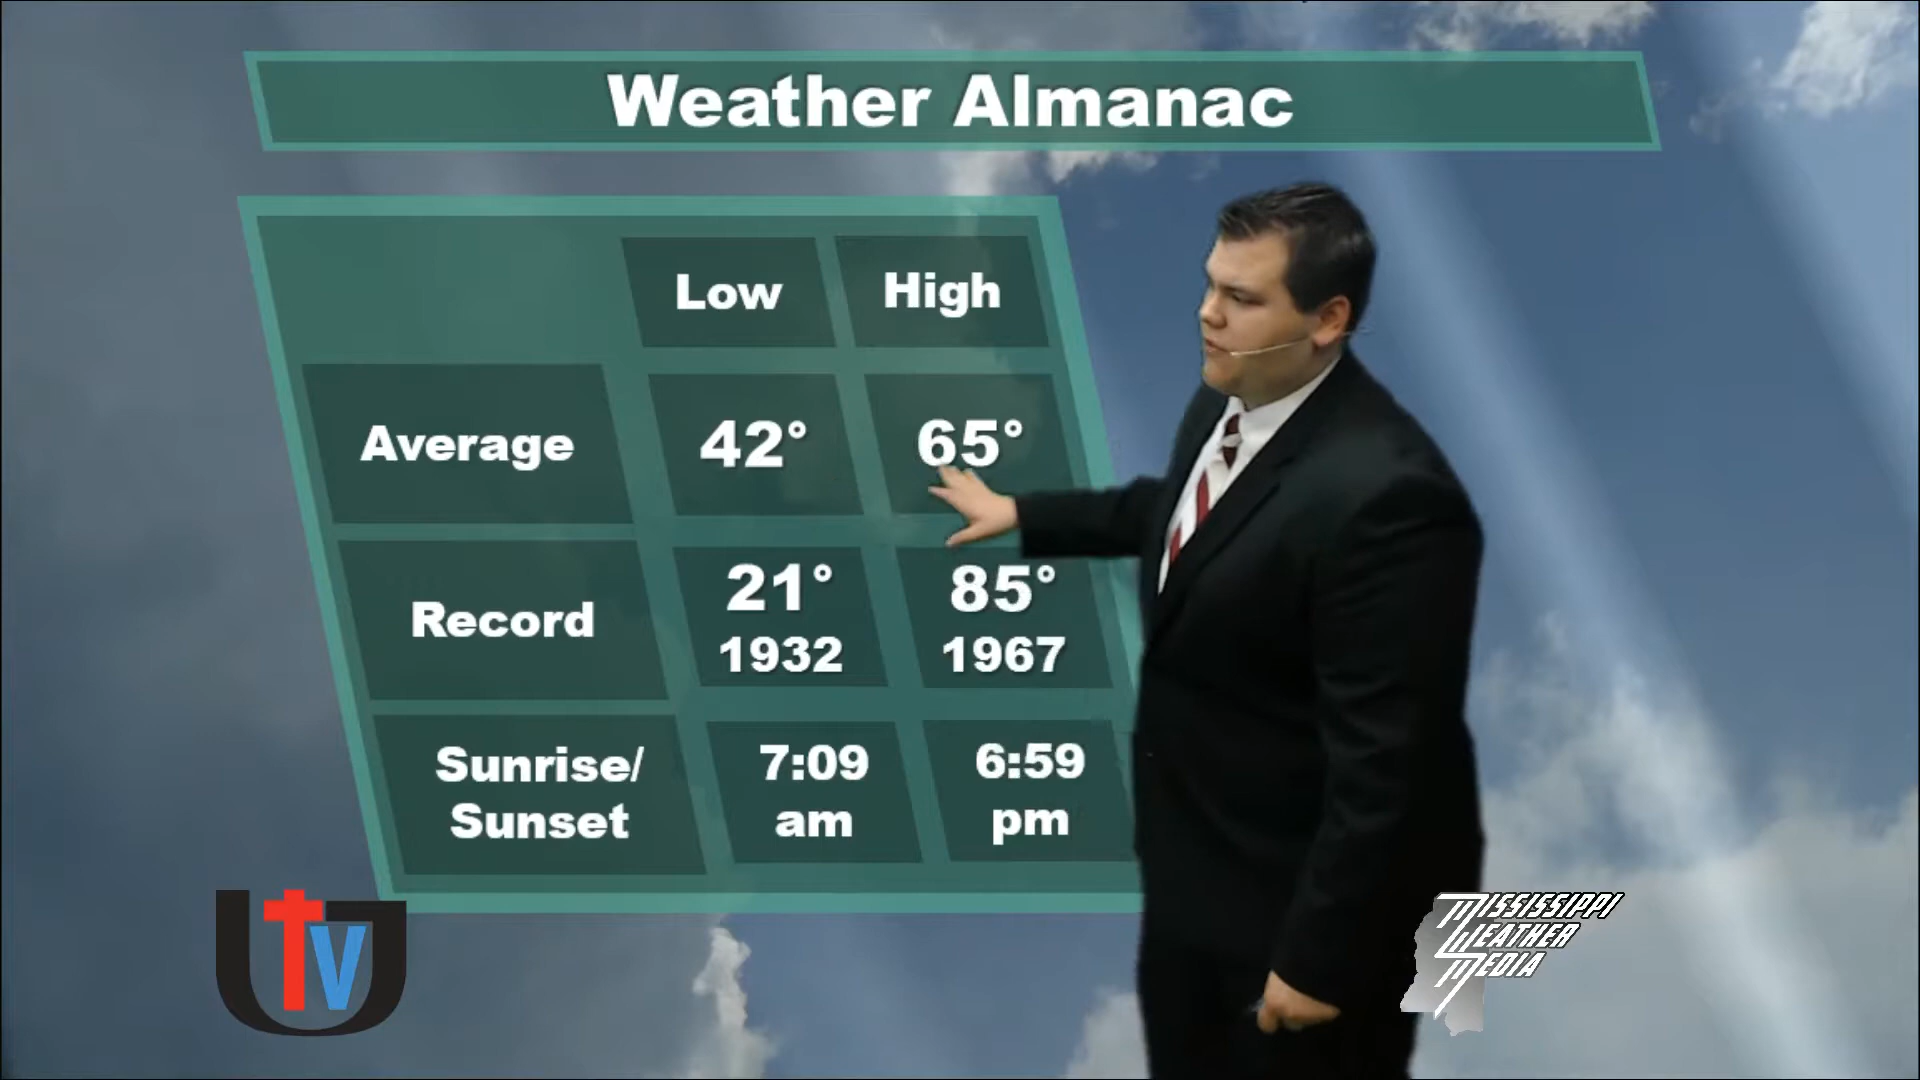 Weather Almanac
Low High
Average 42° 65°
Record 21° 85°
1932 1967
Sunrise/ 7:09 6:59
Sunset am pm
UTV
MISSISSIPPI
WEATHER
MEDIA